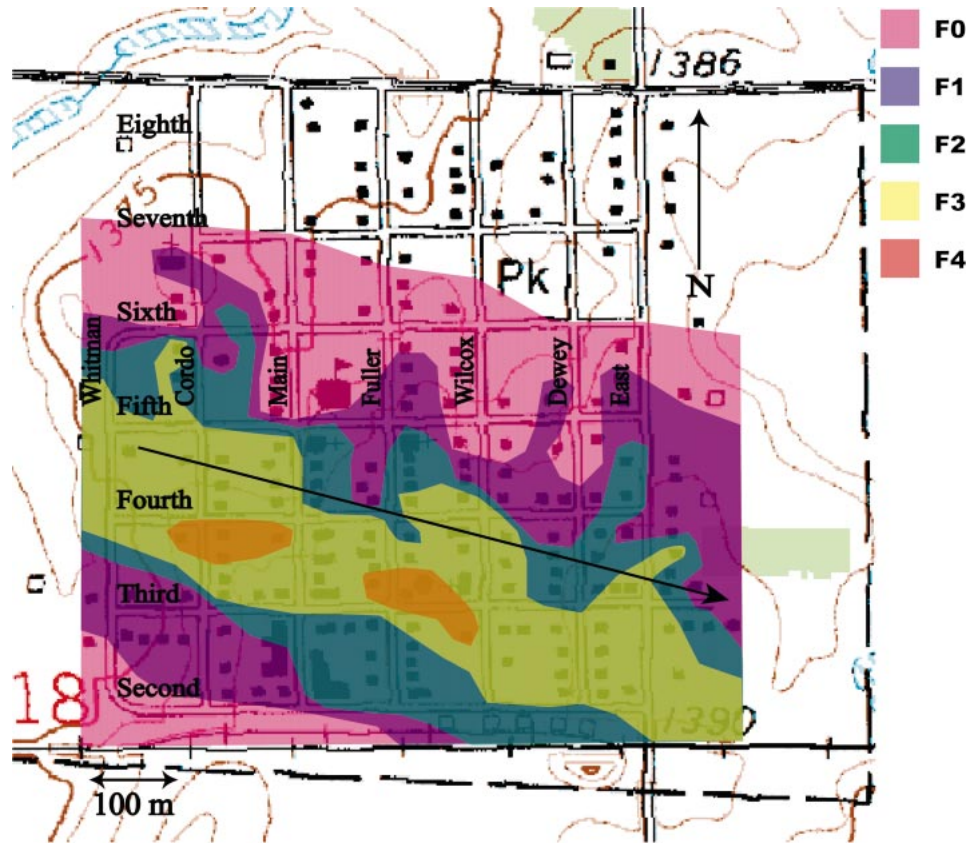 F0
1386
F1
Eighth
F2
F3
1375
Seventh
F4
Pk
N
Sixth
Whitman
Cordo
Main
Fuller
Wilcox
Dewey
East
Fifth
Fourth
Third
Second
18
1390
100 m